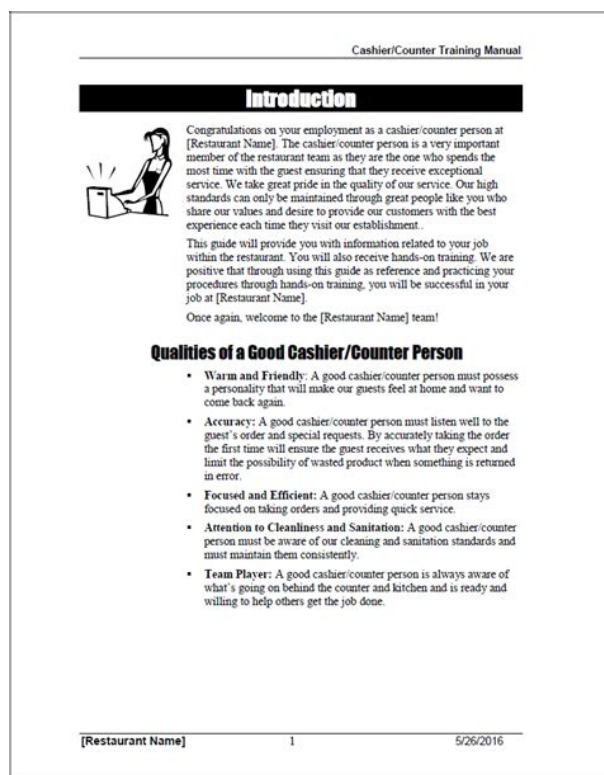 Cashier/Counter Training Manual
Introduction
Congratulations on your employment as a cashier/counter person at
[Restaurant Name]. The cashier/counter person is a very important
member of the restaurant team as they are the one who spends the
most time with the guest ensuring that they receive exceptional
service. We take great pride in the quality of our service. Our high
standards can only be maintained through great people like you who
share our values and desire to provide our customers with the best
experience each time they visit our establishment..
This guide will provide you with information related to your job
within the restaurant. You will also receive hands-on training. We are
positive that through using this guide as reference and practicing your
procedures through hands-on training, you will be successful in your
job at [Restaurant Name].
Once again, welcome to the [Restaurant Name] team!
Qualities of a Good Cashier/Counter Person
▪ Warm and Friendly: A good cashier/counter person must possess
a personality that will make our guests feel at home and want to
come back again.
▪ Accuracy: A good cashier/counter person must listen well to the
guest's order and special requests. By accurately taking the order
the first time will ensure the guest receives what they expect and
limit the possibility of wasted product when something is returned
in error.
▪ Focused and Efficient: A good cashier/counter person stays
focused on taking orders and providing quick service.
▪ Attention to Cleanliness and Sanitation: A good cashier/counter
person must be aware of our cleaning and sanitation standards and
must maintain them consistently.
▪ Team Player: A good cashier/counter person is always aware of
what's going on behind the counter and kitchen and is ready and
willing to help others get the job done.
[Restaurant Name] 1 5/26/2016